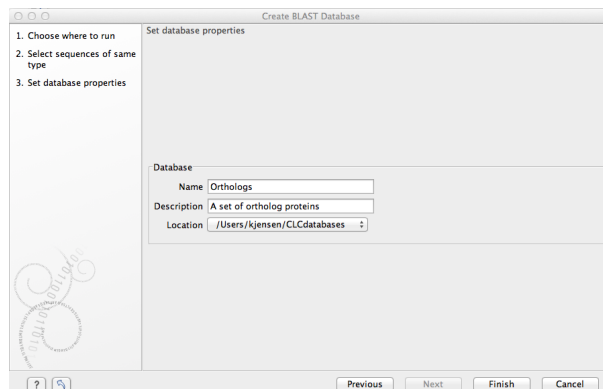 Create BLAST Database
1. Choose where to run
2. Select sequences of same
type
3. Set database properties
Set database properties
Database
Name Orthologs
Description A set of ortholog proteins
Location /Users/kjensen/CLCdatabases
?
Previous
Next
Finish
Cancel